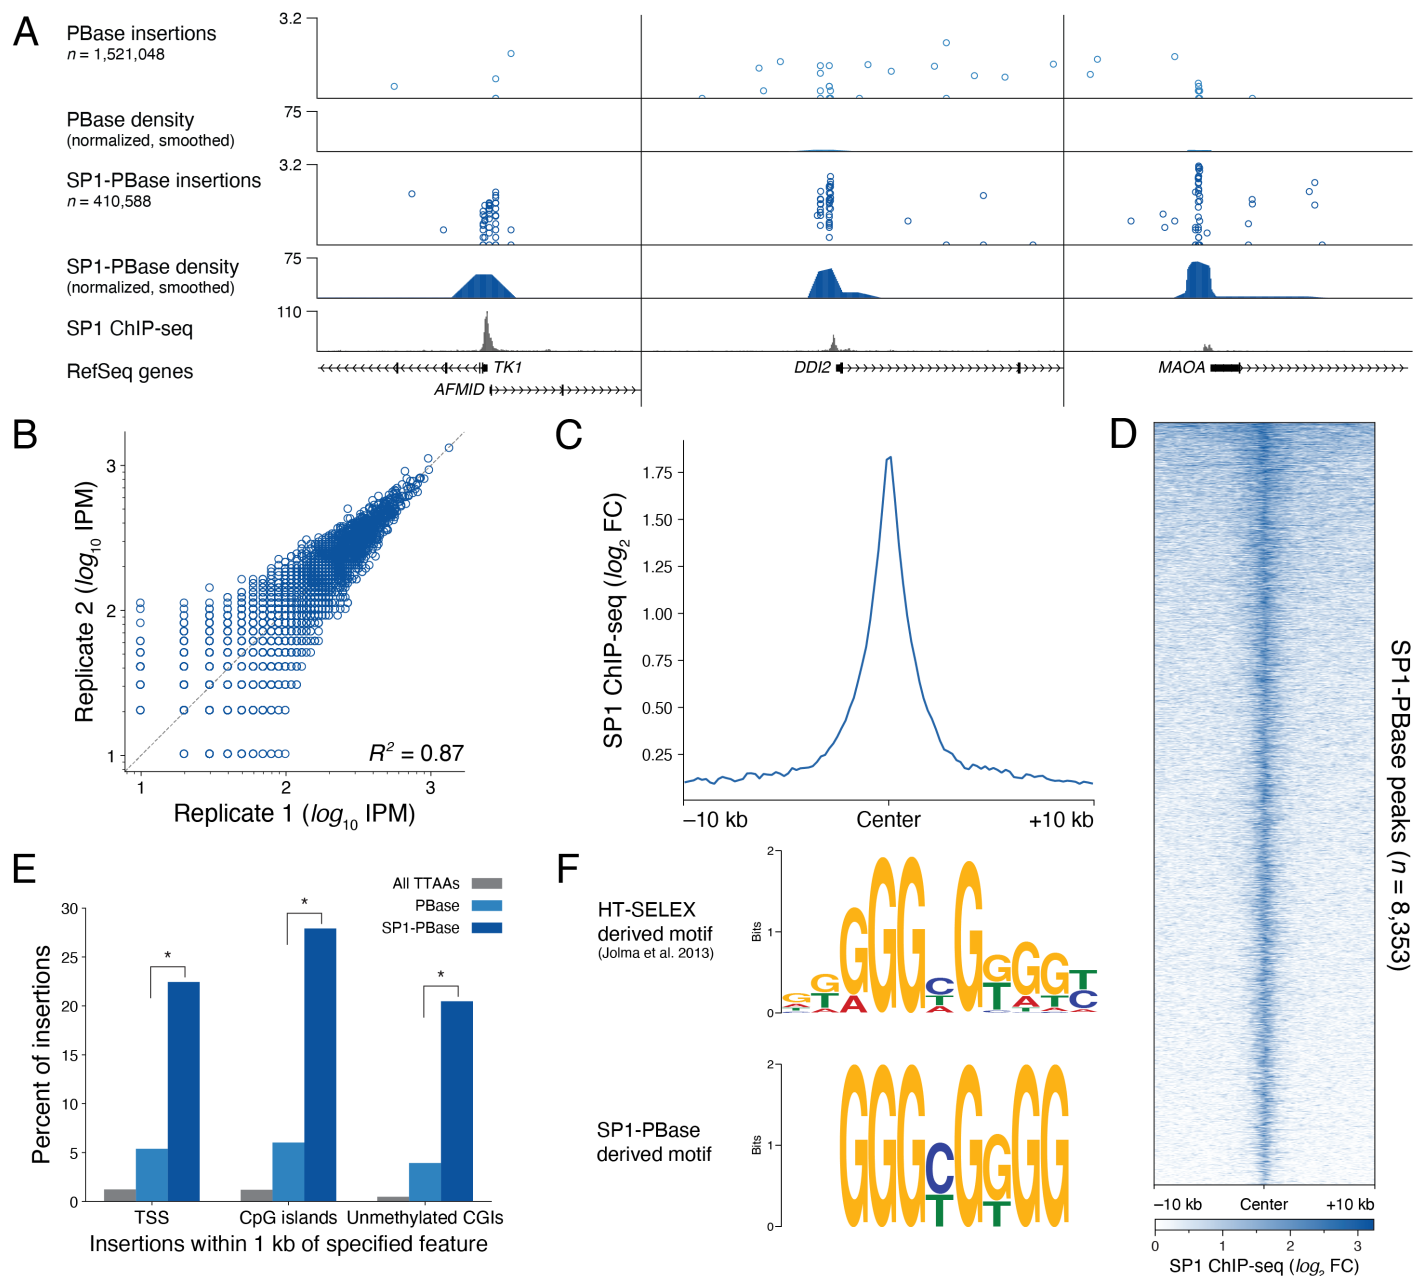 A
PBase insertions
n = 1,521,048
3.2
PBase density
(normalized, smoothed)
75
SP1-PBase insertions
n = 410,588
3.2
SP1-PBase density
(normalized, smoothed)
75
SP1 ChIP-seq
110
RefSeq genes
TK1
AFMID
DDI2
MAOA
B
Replicate 2 (log10 IPM)
3
2
1
R2 = 0.87
1
2
3
Replicate 1 (log10 IPM)
C
SP1 ChIP-seq (log2 FC)
1.75
1.50
1.25
1.00
0.75
0.50
0.25
–10 kb
Center
+10 kb
D
SP1-PBase peaks (n = 8,353)
–10 kb
Center
+10 kb
0
1
2
3
SP1 ChIP-seq (log2 FC)
E
All TTAAs
PBase
SP1-PBase
Percent of insertions
30
25
20
15
10
5
0
*
*
*
TSS
CpG islands
Unmethylated CGIs
Insertions within 1 kb of specified feature
F
HT-SELEX
derived motif
(Jolma et al. 2013)
Bits
2
1
0
SP1-PBase
derived motif
Bits
2
1
0
GGGCGGGG
T T